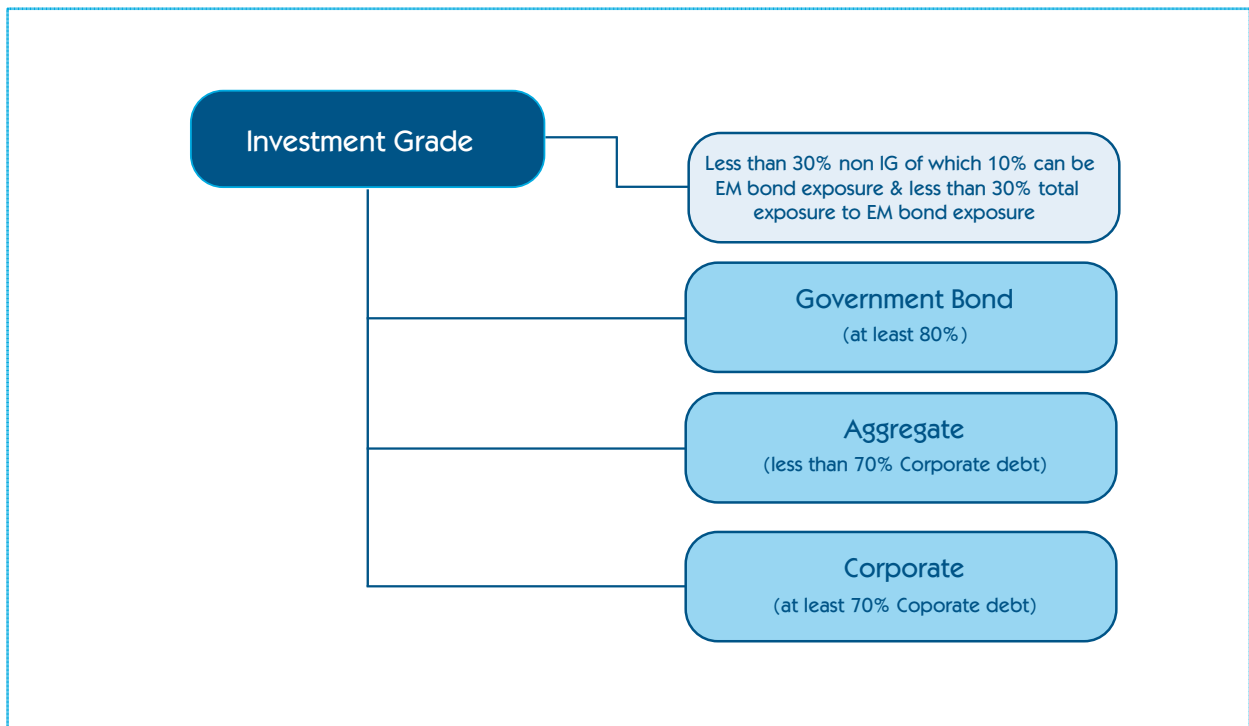 Investment Grade
Less than 30% non IG of which 10% can be
EM bond exposure & less than 30% total
exposure to EM bond exposure
Government Bond
(at least 80%)
Aggregate
(less than 70% Corporate debt)
Corporate
(at least 70% Coporate debt)